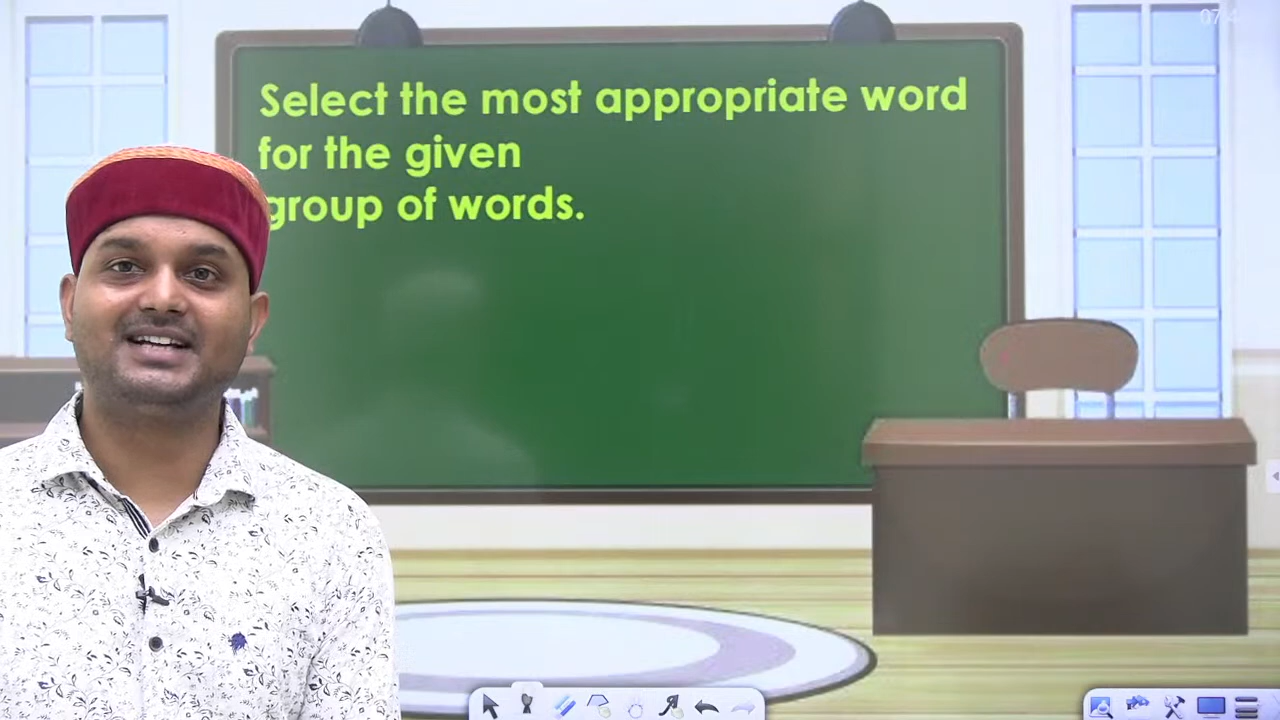 Select the most appropriate word
for the given
group of words.